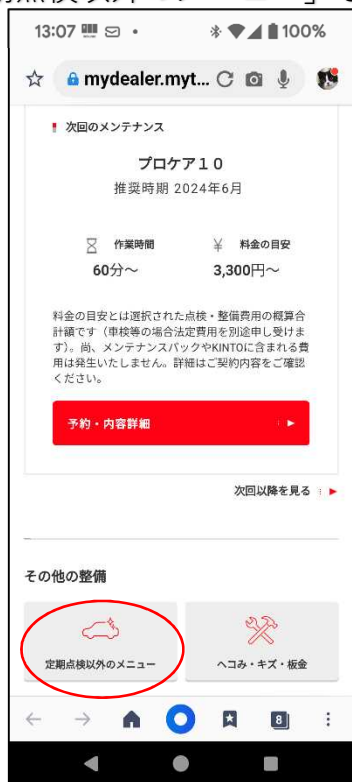 13:07
100%
mydealer.myt...
次回のメンテナンス
プロケア１０
推奨時期 2024年6月
作業時間
60分～
¥ 料金の目安
3,300円～
料金の目安とは選択された点検・整備費用の概算合
計額です（車検等の場合法定費用を別途申し受けま
す）。尚、メンテナンスパックやKINTOに含まれる費
用は発生いたしません。詳細はご契約内容をご確認
ください。
予約・内容詳細
次回以降を見る
その他の整備
定期点検以外のメニュー
ヘコみ・キズ・板金
8